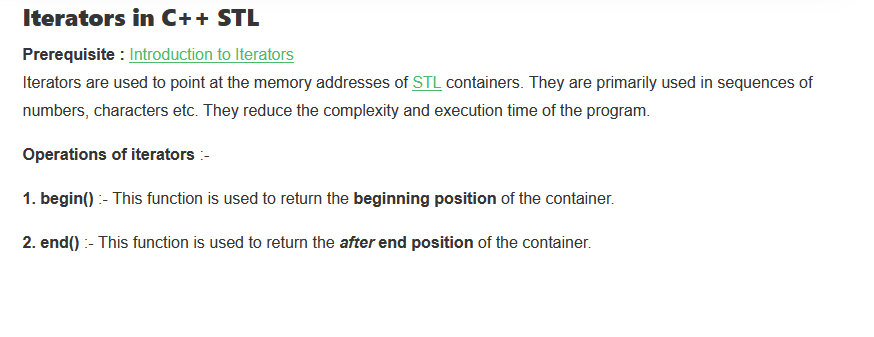 Iterators in C++ STL
Prerequisite : Introduction to Iterators
Iterators are used to point at the memory addresses of STL containers. They are primarily used in sequences of
numbers, characters etc. They reduce the complexity and execution time of the program.
Operations of iterators :-
1. begin() :- This function is used to return the beginning position of the container.
2. end() :- This function is used to return the after end position of the container.